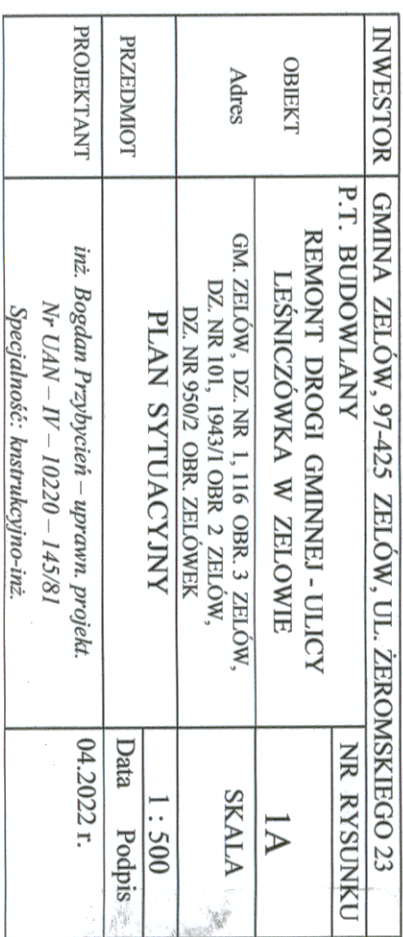 INWESTOR GMINA ZELÓW, 97-425 ZELÓW, UL. ŻEROMSKIEGO 23
P.T. BUDOWLANY
NR RYSUNKU
OBIEKT
REMONT DROGI GMINNEJ - ULICY
LEŚNICZÓWKA W ZELOWIE
1A
Adres
GM. ZELÓW, DZ. NR 1, 116 OBR. 3 ZELÓW,
DZ. NR 101, 1943/1 OBR 2 ZELÓW,
DZ. NR 950/2 OBR. ZELÓWEK
SKALA
PRZEDMIOT
PLAN SYTUACYJNY
1 : 500
Data Podpis
PROJEKTANT
inż. Bogdan Przybycień – uprawn. projekt.
Nr UAN – IV – 10220 – 145/81
Specjalność: knstrukcyjno-inż.
04.2022 r.